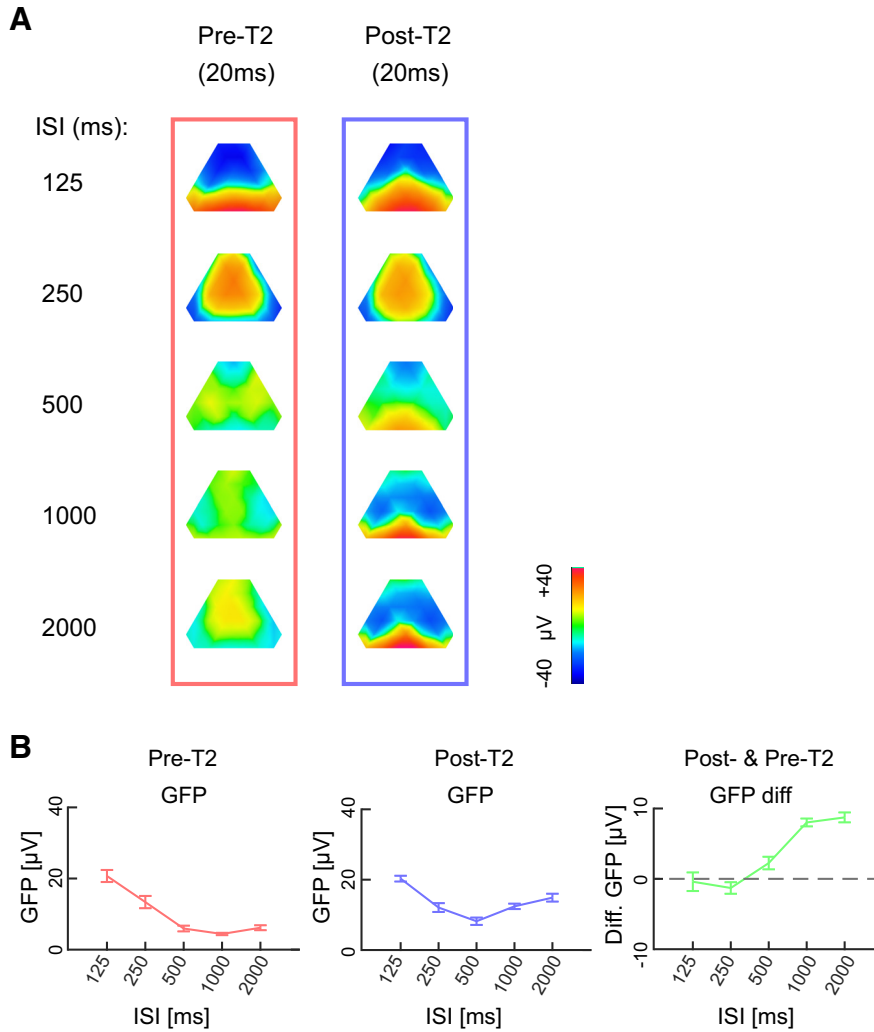 A
Pre-T2 Post-T2
(20ms) (20ms)
ISI (ms):
125
250
500
1000
2000
-40 µV +40
B
Pre-T2
GFP
GFP [µV]
40
20
0
125 250 500 1000 2000
ISI [ms]
Post-T2
GFP
GFP [µV]
40
20
0
125 250 500 1000 2000
ISI [ms]
Post- & Pre-T2
GFP diff
Diff. GFP [µV]
10
0
-10
125 250 500 1000 2000
ISI [ms]